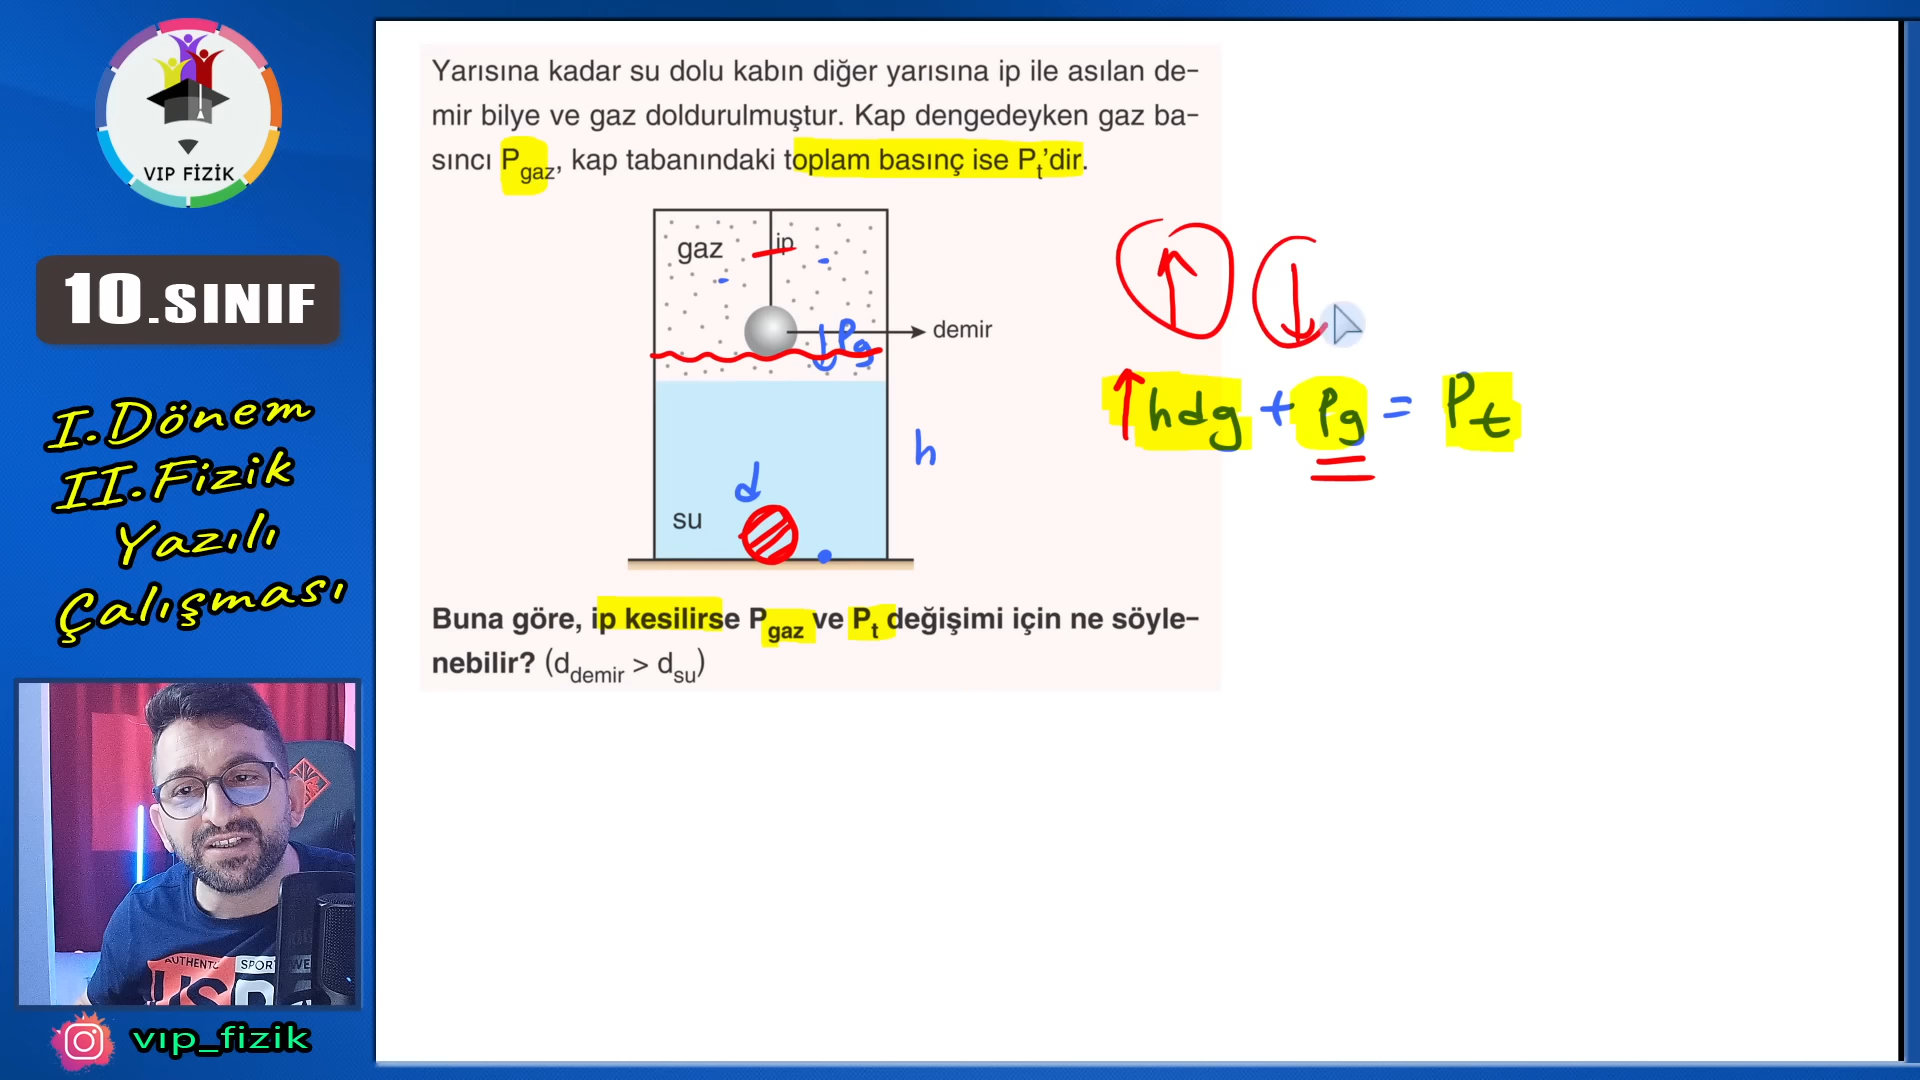 VIP FİZİK
10.SINIF
I.Dönem
II.Fizik
Yazılı
Çalışması
vıp_fizik
Yarısına kadar su dolu kabın diğer yarısına ip ile asılan de-
mir bilye ve gaz doldurulmuştur. Kap dengedeyken gaz ba-
sıncı Pgaz, kap tabanındaki toplam basınç ise Pt'dir.
gaz
ip
Pg
demir
h
d
su
hdg + Pg = Pt
Buna göre, ip kesilirse Pgaz ve Pt değişimi için ne söyle-
nebilir? (ddemir > dsu)
AUTHENTIC SPORT